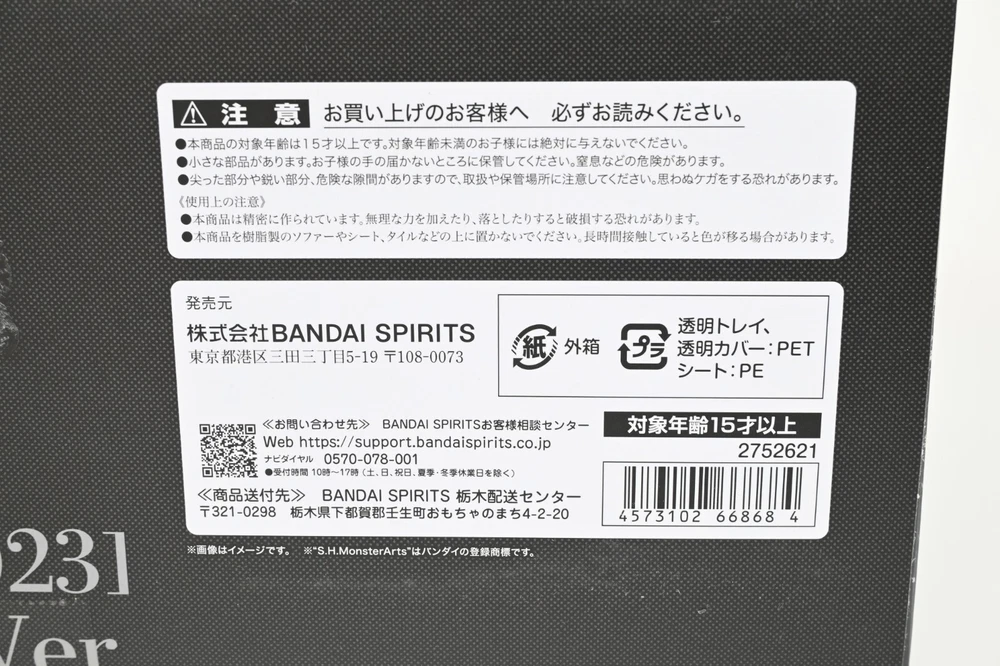 ⚠ 注意 お買い上げのお客様へ 必ずお読みください。
●本商品の対象年齢は15才以上です。対象年齢未満のお子様には絶対に与えないでください。
●小さな部品があります。お子様の手の届かないところに保管してください。窒息などの危険があります。
●尖った部分や鋭い部分、危険な隙間がありますので、取扱や保管場所に注意してください。思わぬケガをする恐れがあります。
《使用上の注意》
●本商品は精密に作られています。無理な力を加えたり、落としたりすると破損する恐れがあります。
●本商品を樹脂製のソファーやシート、タイルなどの上に置かないでください。長時間接触していると色が移る場合があります。
発売元
株式会社BANDAI SPIRITS
東京都港区三田三丁目5-19 〒108-0073
紙 外箱
プラ 透明トレイ、
透明カバー:PET
シート:PE
≪お問い合わせ先≫ BANDAI SPIRITSお客様相談センター
Web https://support.bandaispirits.co.jp
ナビダイヤル 0570-078-001
●受付時間 10時～17時(土、日、祝日、夏季・冬季休業日を除く)
≪商品送付先≫ BANDAI SPIRITS 栃木配送センター
〒321-0298 栃木県下都賀郡壬生町おもちゃのまち4-2-20
対象年齢15才以上
2752621
4573102 66868 4
※画像はイメージです。 ※"S.H.MonsterArts"はバンダイの登録商標です。
023]
Ver